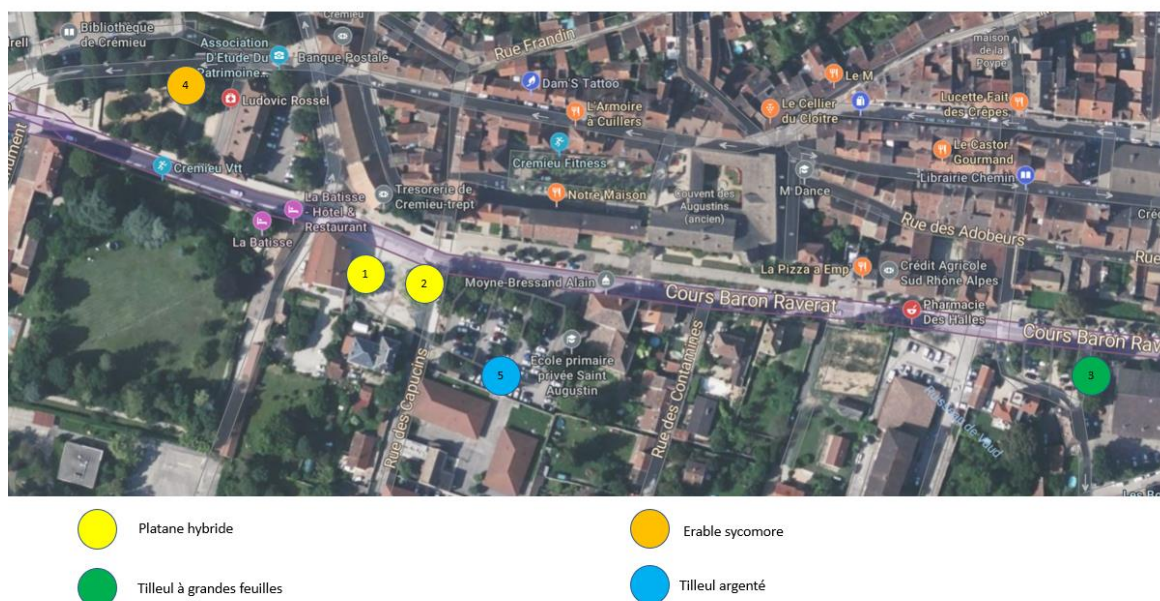 Bibliothèque
de Crémieu
Crémieu
Rue Frandin
maison
de la
Poype
Association
D'Etude Du
Patrimoine...
Banque Postale
4
Ludovic Rossel
Dam'S Tattoo
L'Armoire
à Cuillers
Le M
Le Cellier
du Cloître
Lucette Fait
des Crêpes
Cremieu Fitness
Le Castor
Gourmand
Cremieu Vtt
Tresorerie de
Cremieu-trept
Notre Maison
Couvent des
Augustins
(ancien)
M Dance
Librairie Chemin
La Batisse
- Hôtel &
Restaurant
La Batisse
Rue des Adobeurs
Rue
1
2
Moyne-Bressand Alain
La Pizza a Emp
Crédit Agricole
Sud Rhône Alpes
Cours Baron Raverat
Pharmacie
Des Halles
Cours Baron Rav
Ecole primaire
privée Saint
Augustin
5
3
Rue des Capucins
Rue des Contamines
Platane hybride
Erable sycomore
Tilleul à grandes feuilles
Tilleul argenté